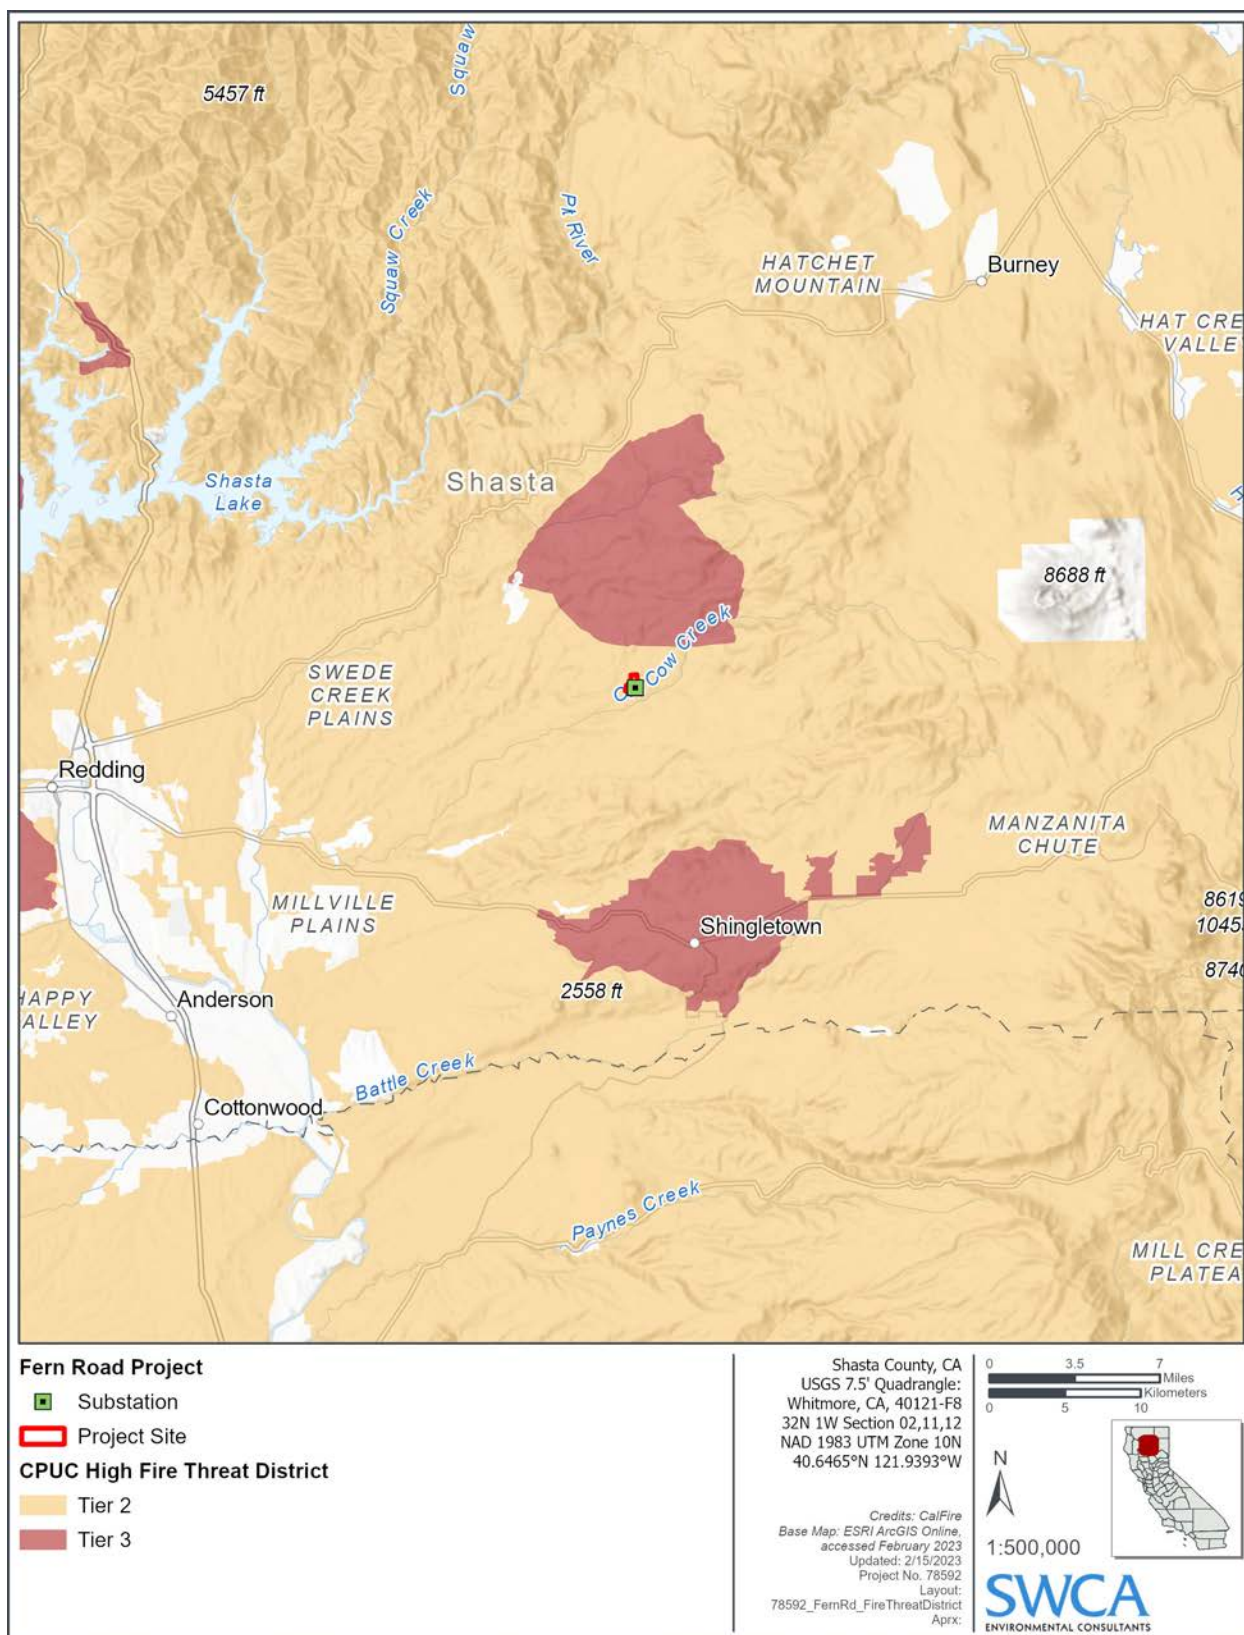 5457 ft
Squaw
Squaw Creek
Pit River
HATCHET
MOUNTAIN
Burney
HAT CRE
VALLEY
Shasta
Lake
Shasta
8688 ft
Cow Creek
SWEDE
CREEK
PLAINS
Redding
MANZANITA
CHUTE
MILLVILLE
PLAINS
Shingletown
8619
1045
8740
2558 ft
HAPPY
ALLEY
Anderson
Battle Creek
Cottonwood
Paynes Creek
MILL CRE
PLATEA
Fern Road Project
Substation
Project Site
CPUC High Fire Threat District
Tier 2
Tier 3
Shasta County, CA
USGS 7.5' Quadrangle:
Whitmore, CA, 40121-F8
32N 1W Section 02,11,12
NAD 1983 UTM Zone 10N
40.6465°N 121.9393°W
Credits: CalFire
Base Map: ESRI ArcGIS Online,
accessed February 2023
Updated: 2/15/2023
Project No. 78592
Layout:
78592_FernRd_FireThreatDistrict
Aprx:
0 3.5 7
Miles
Kilometers
0 5 10
N
1:500,000
SWCA
ENVIRONMENTAL CONSULTANTS